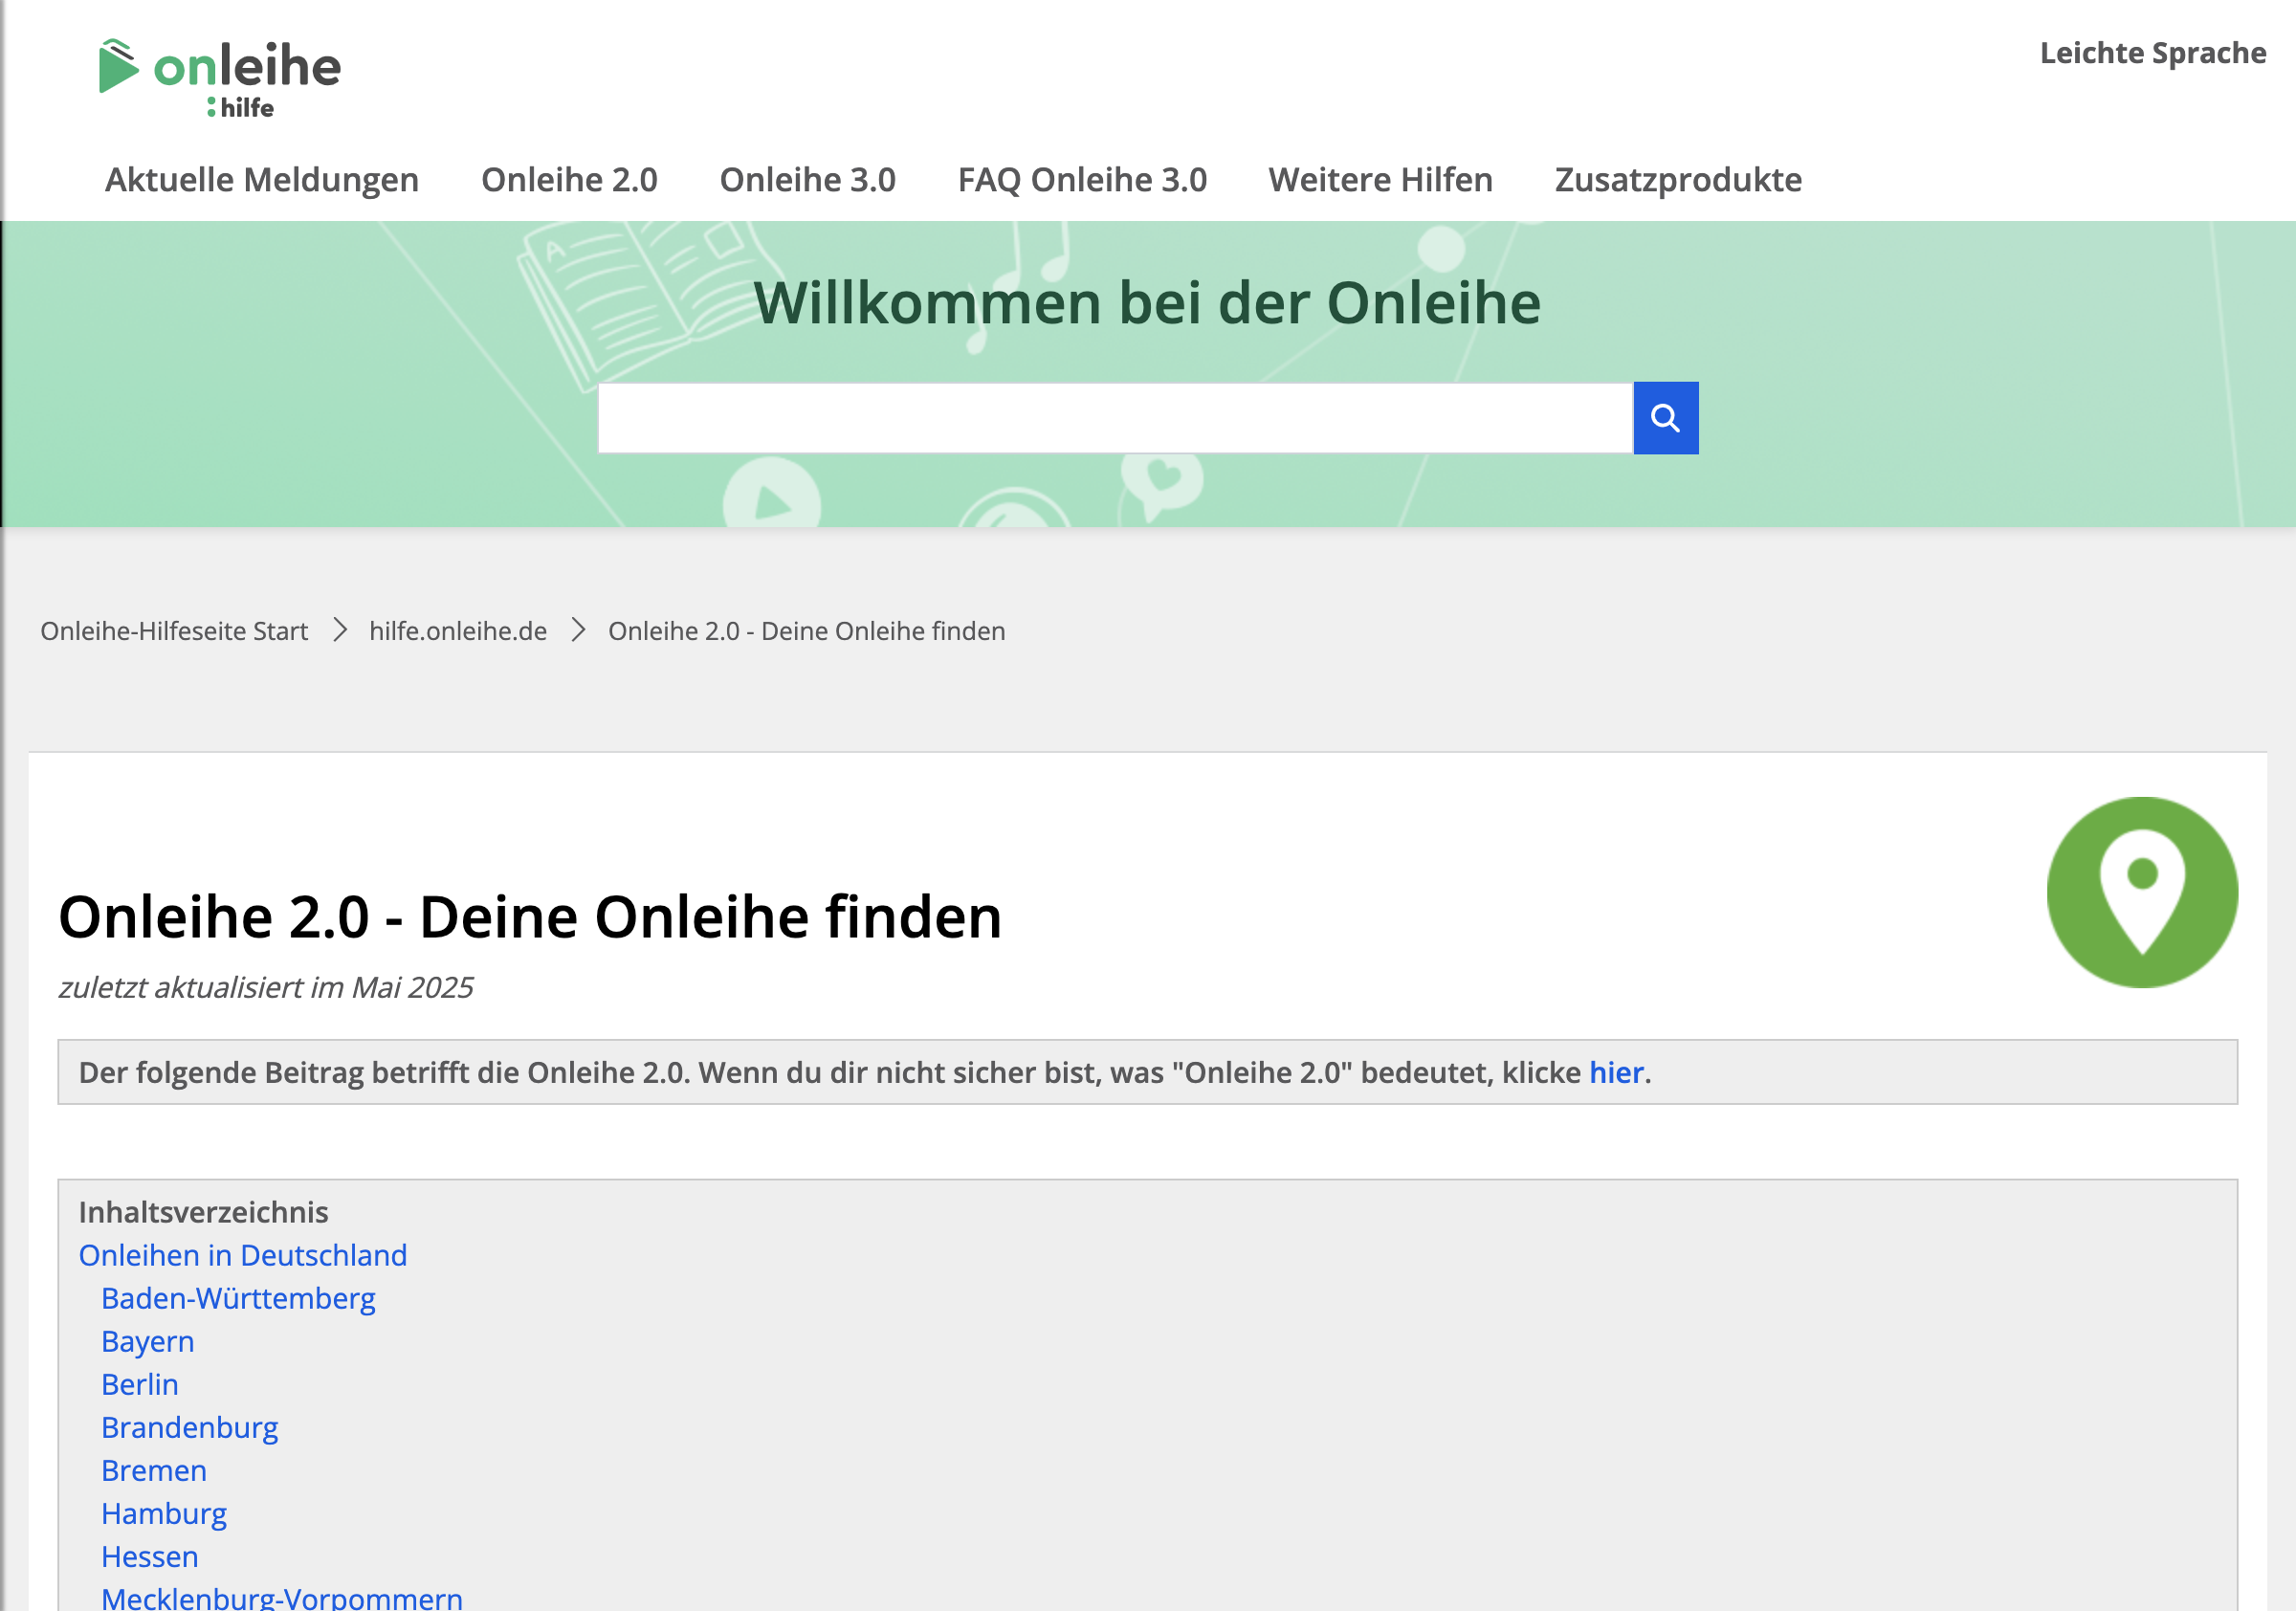 onleihe
:hilfe
Leichte Sprache
Aktuelle Meldungen Onleihe 2.0 Onleihe 3.0 FAQ Onleihe 3.0 Weitere Hilfen Zusatzprodukte
A
Willkommen bei der Onleihe
Onleihe-Hilfeseite Start > hilfe.onleihe.de > Onleihe 2.0 - Deine Onleihe finden
Onleihe 2.0 - Deine Onleihe finden
zuletzt aktualisiert im Mai 2025
Der folgende Beitrag betrifft die Onleihe 2.0. Wenn du dir nicht sicher bist, was "Onleihe 2.0" bedeutet, klicke hier.
Inhaltsverzeichnis
Onleihen in Deutschland
Baden-Württemberg
Bayern
Berlin
Brandenburg
Bremen
Hamburg
Hessen
Mecklenburg-Vorpommern